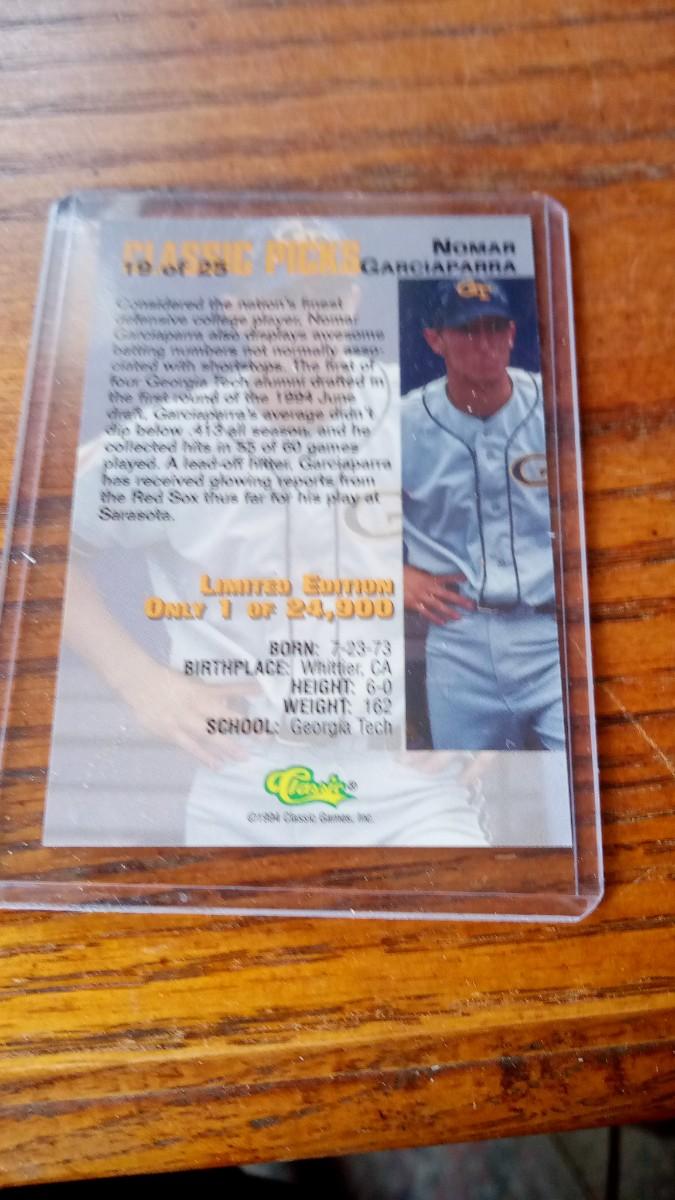 CLASSIC PICKS
19 of 25
NOMAR
GARCIAPARRA
GT
Considered the nation's finest
defensive college player, Nomar
Garciaparra also displays awesome
batting numbers not normally asso-
ciated with shortstops. The first of
four Georgia Tech alumni drafted in
the first round of the 1994 June
draft, Garciaparra's average didn't
dip below .413 all season, and he
collected hits in 55 of 60 games
played. A lead-off hitter, Garciaparra
has received glowing reports from
the Red Sox thus far for his play at
Sarasota.
G
LIMITED EDITION
ONLY 1 OF 24,900
BORN: 7-23-73
BIRTHPLACE: Whittier, CA
HEIGHT: 6-0
WEIGHT: 162
SCHOOL: Georgia Tech
Classic®
©1994 Classic Games, Inc.